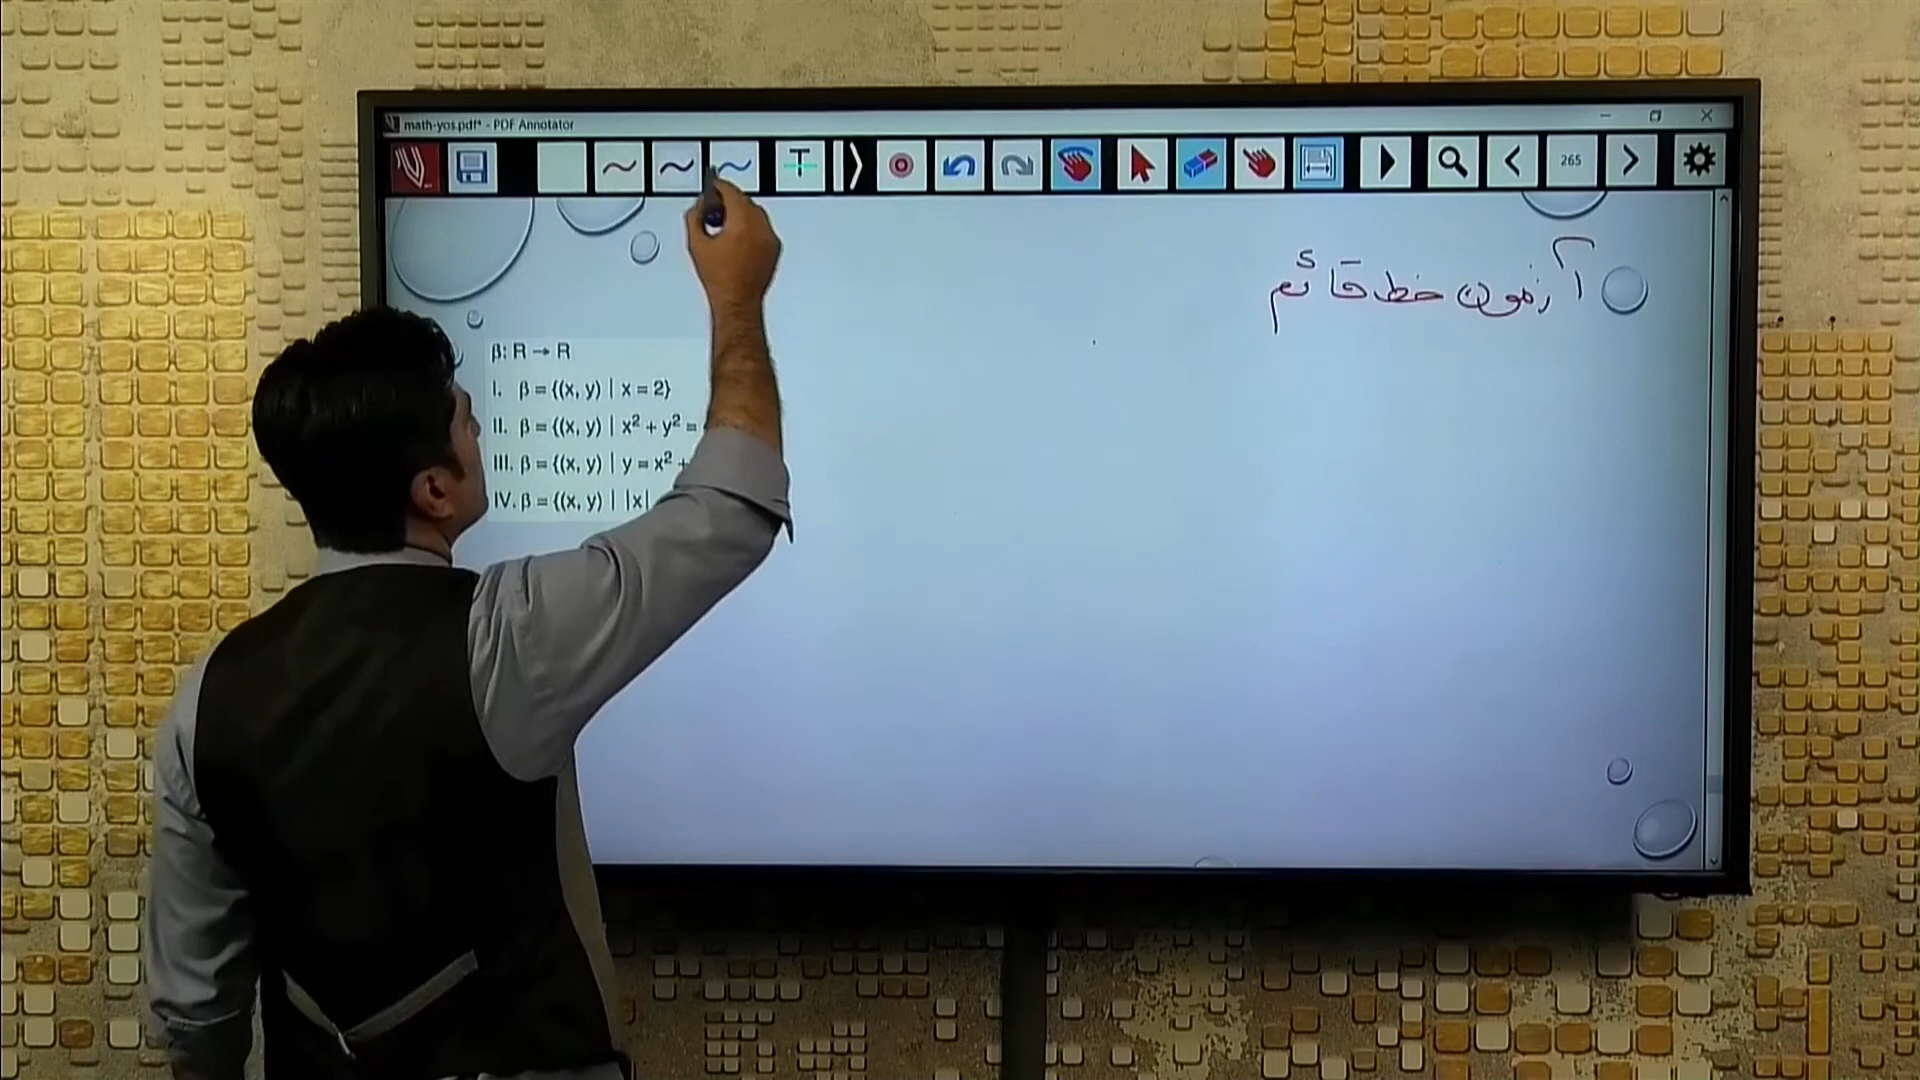 math-yos.pdf* - PDF Annotator
265
آزمون خط قائم
β: R → R
I. β = {(x, y) | x = 2}
II. β = {(x, y) | x² + y² =
III. β = {(x, y) | y = x² +
IV. β = {(x, y) | |x|